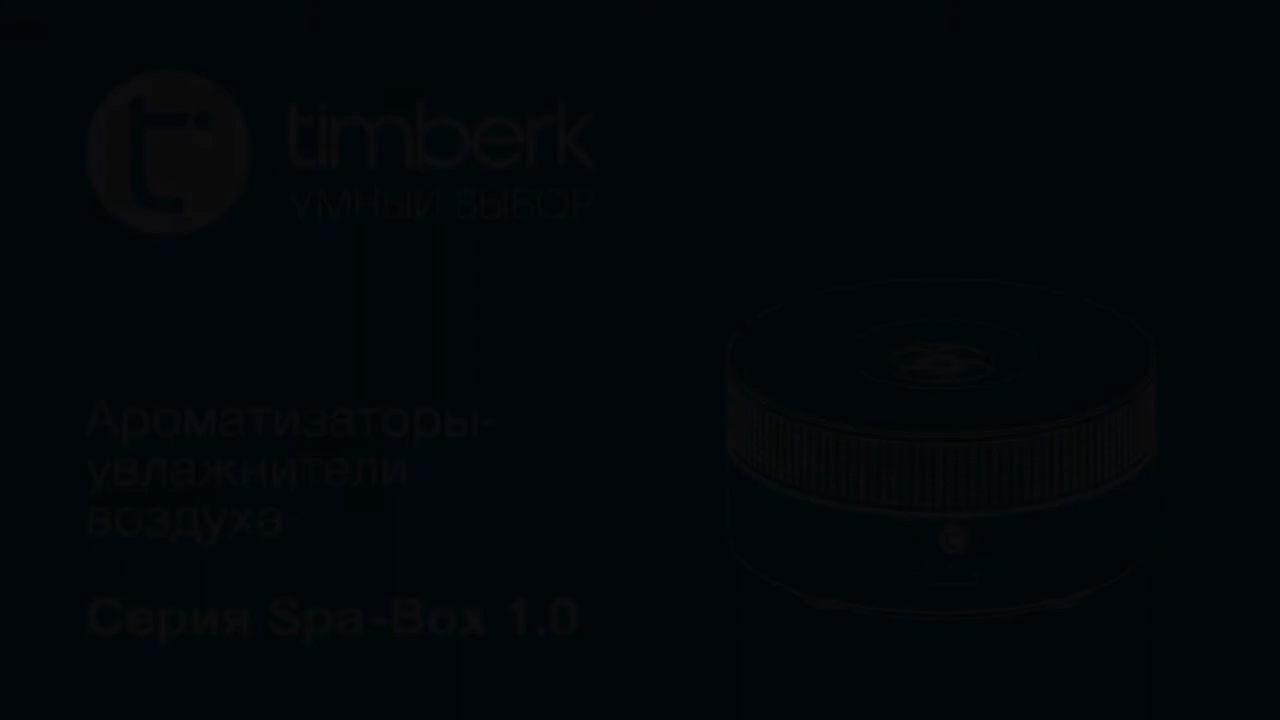 timberk
УМНЫЙ ВЫБОР
Ароматизаторы-
увлажнители
воздуха
Серия Spa-Box 1.0